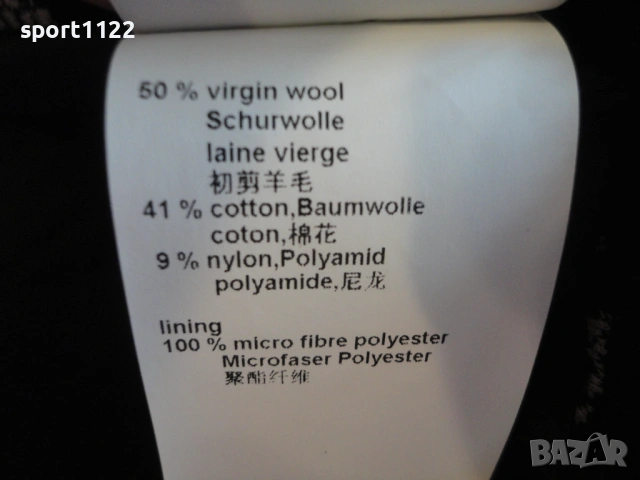 sport1122
50 % virgin wool
Schurwolle
laine vierge
初剪羊毛
41 % cotton,Baumwolle
coton,棉花
9 % nylon,Polyamid
polyamide,尼龙
lining
100 % micro fibre polyester
Microfaser Polyester
聚酯纤维
BAZAR